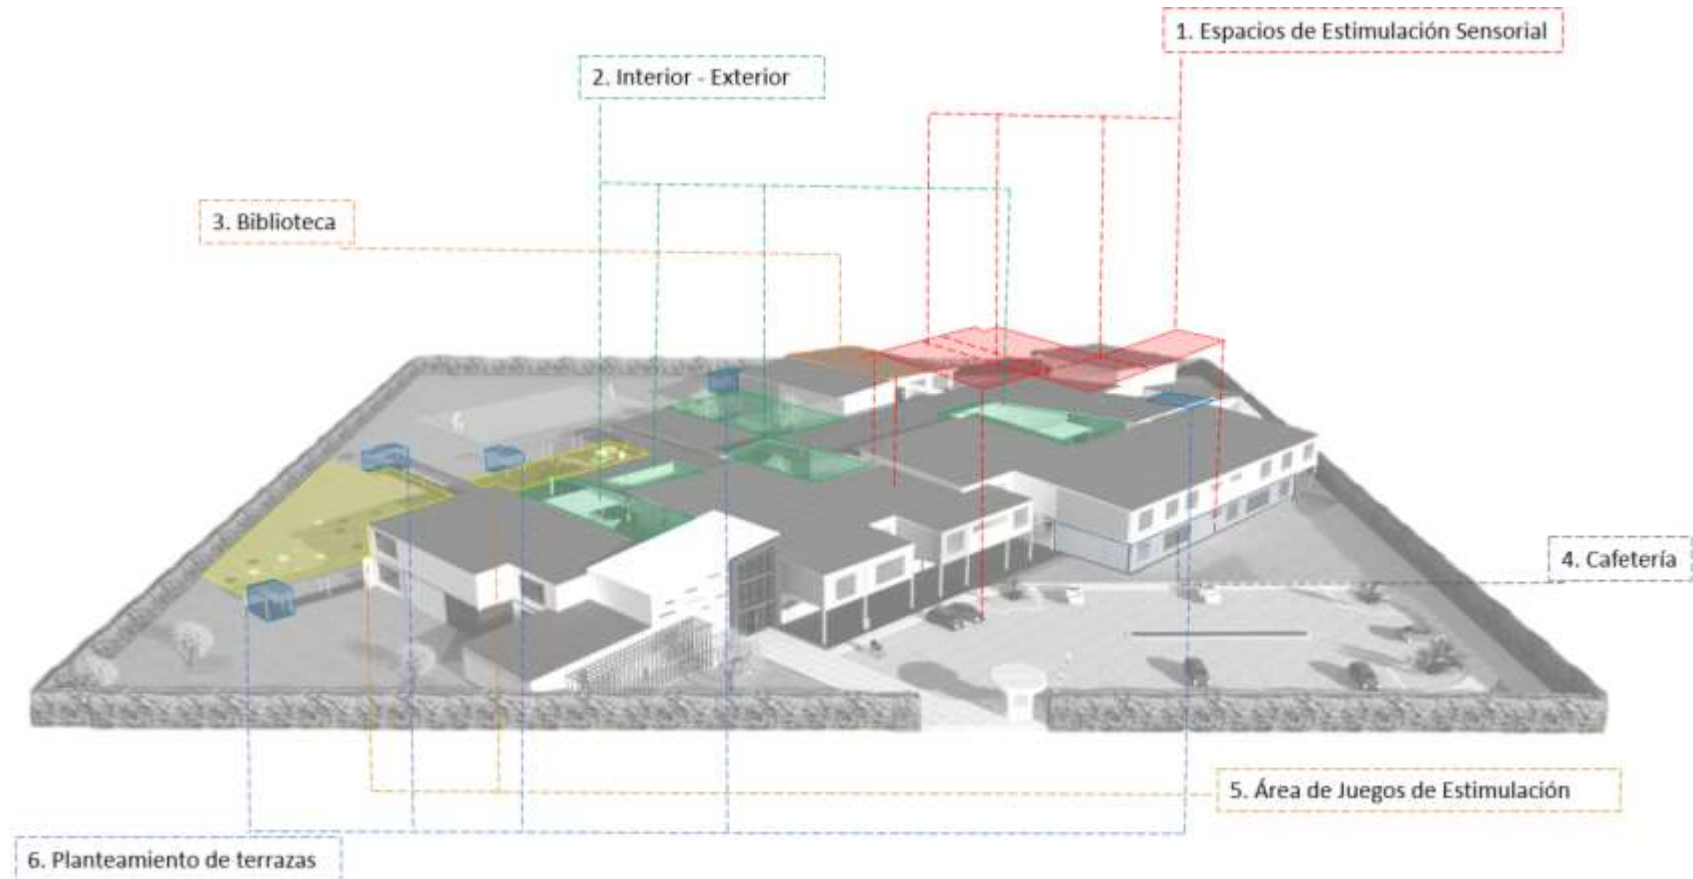 1. Espacios de Estimulación Sensorial
2. Interior - Exterior
3. Biblioteca
4. Cafetería
5. Área de Juegos de Estimulación
6. Planteamiento de terrazas